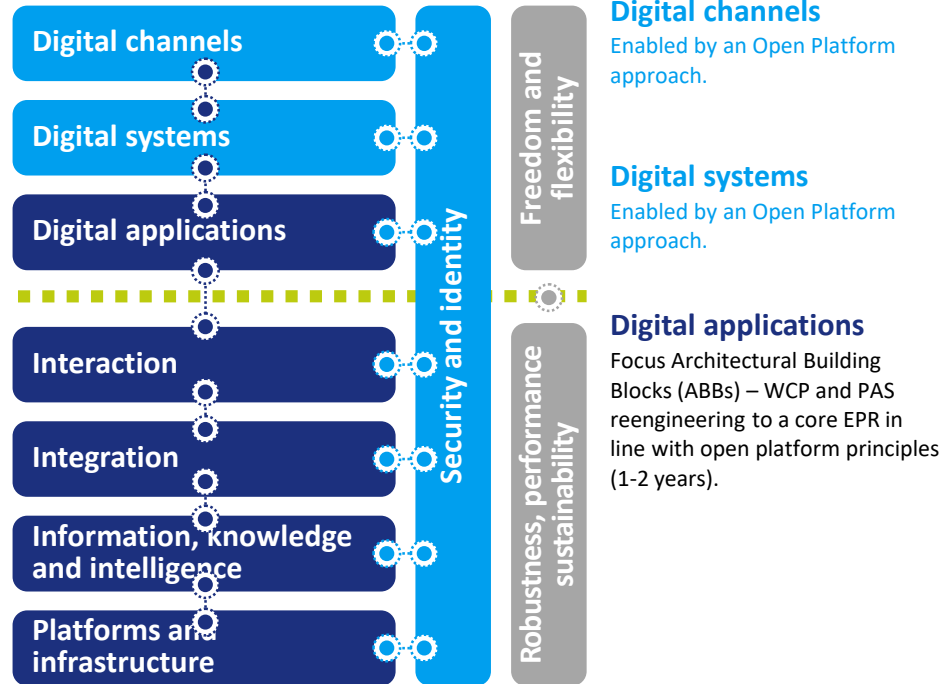 Digital channels
Digital systems
Digital applications
Interaction
Integration
Information, knowledge
and intelligence
Platforms and
infrastructure
Security and identity
Freedom and
flexibility
Robustness, performance
sustainability
Digital channels
Enabled by an Open Platform
approach.
Digital systems
Enabled by an Open Platform
approach.
Digital applications
Focus Architectural Building
Blocks (ABBs) – WCP and PAS
reengineering to a core EPR in
line with open platform principles
(1-2 years).